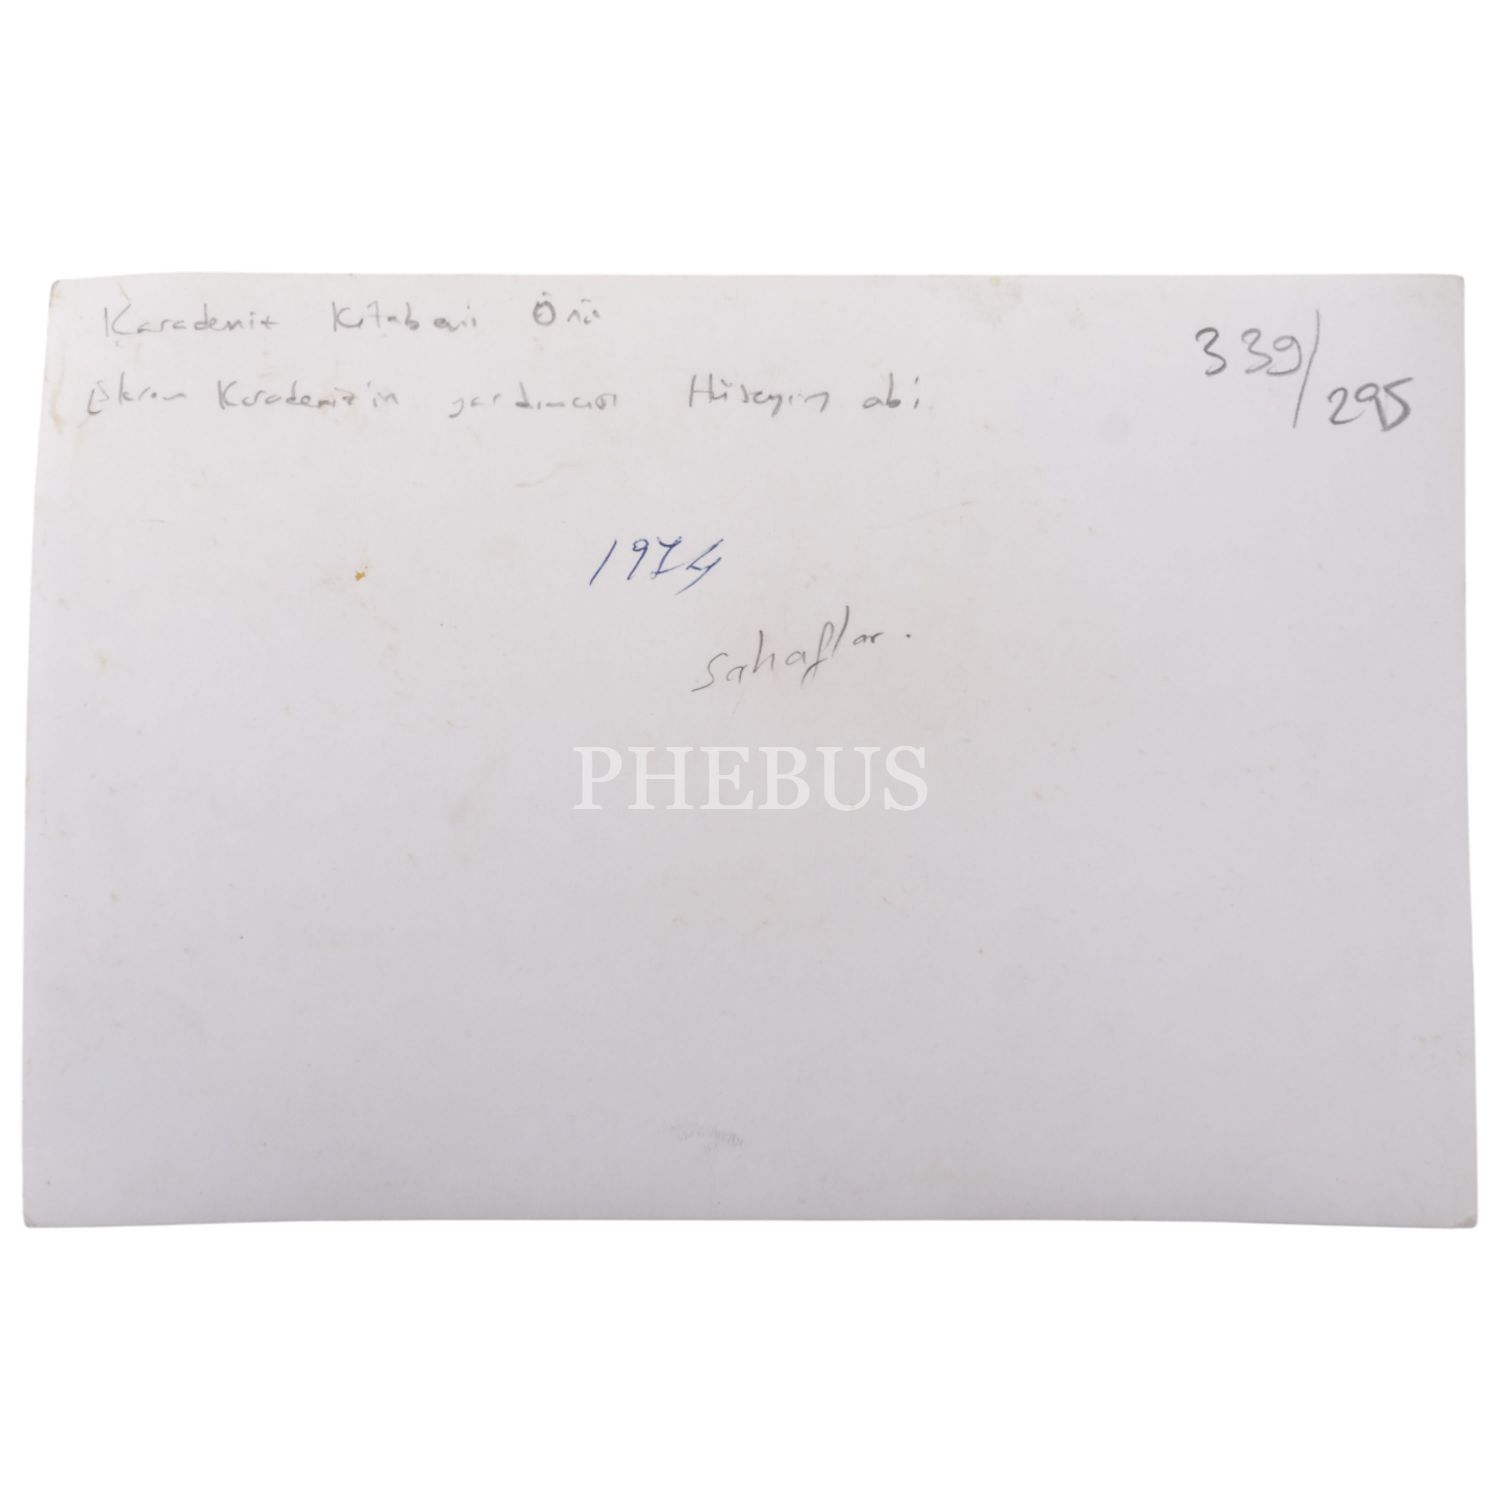 Karadeniz Kitabevi Önü
Ekrem Karadeniz'in yardımcısı Hüseyin abi
339/295
1974
Sahaflar.
PHEBUS